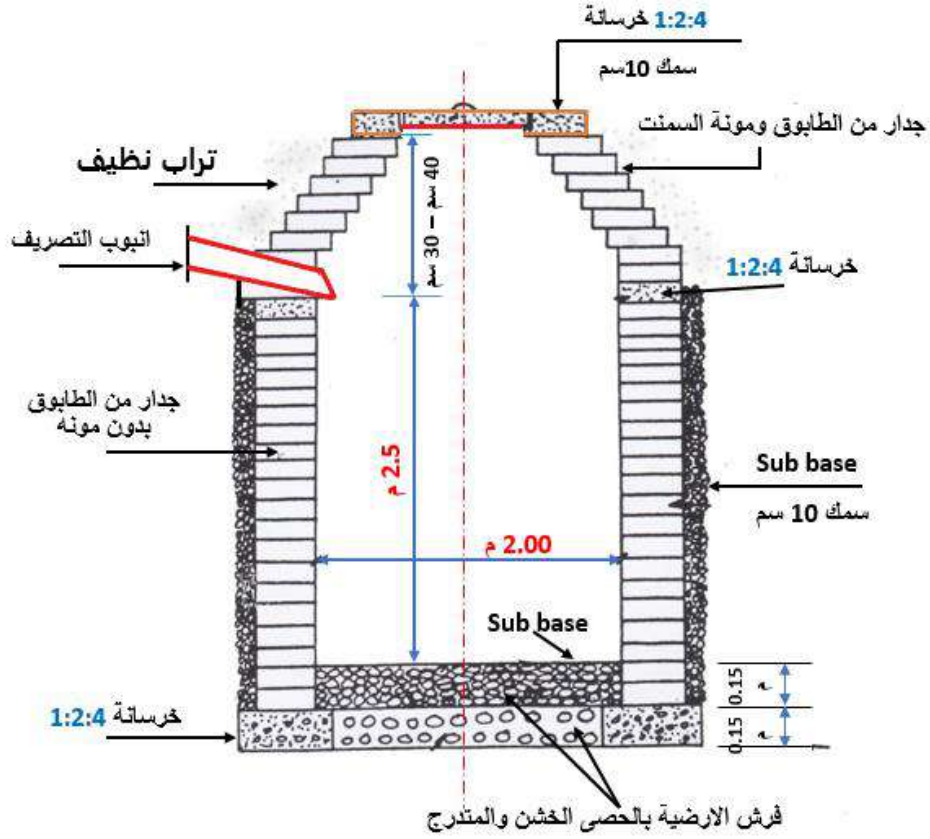 خرسانة 1:2:4
سمك 10سم
جدار من الطابوق ومونة السمنت
تراب نظيف
انبوب التصريف
30 سم – 40 سم
خرسانة 1:2:4
جدار من الطابوق
بدون مونه
2.5 م
Sub base
سمك 10 سم
2.00 م
Sub base
0.15 م
0.15 م
خرسانة 1:2:4
فرش الارضية بالحصى الخشن والمتدرج